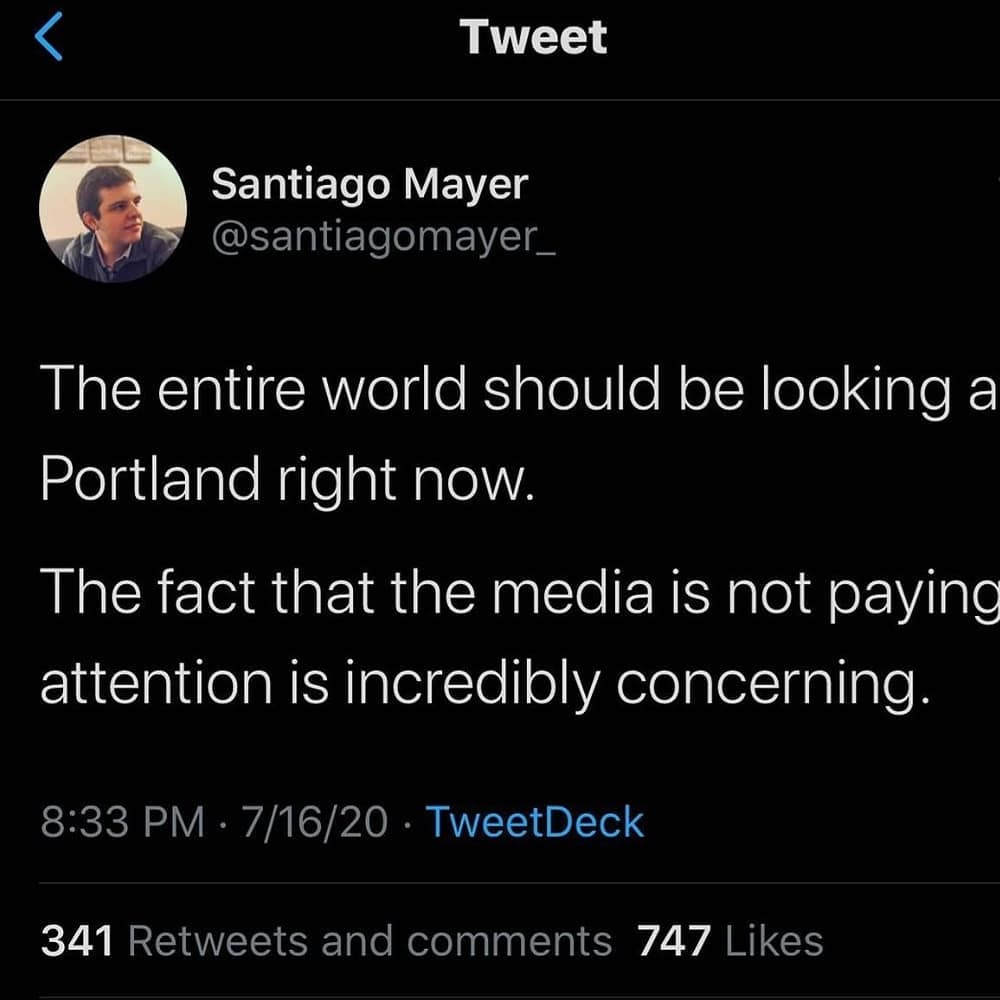 Tweet
Santiago Mayer
@santiagomayer_
The entire world should be looking a
Portland right now.
The fact that the media is not paying
attention is incredibly concerning.
8:33 PM · 7/16/20 · TweetDeck
341 Retweets and comments 747 Likes